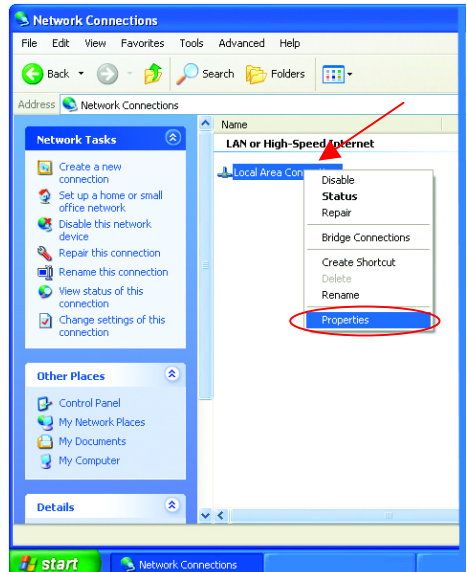 Network Connections
File Edit View Favorites Tools Advanced Help
Back Search Folders
Address Network Connections
Network Tasks
Create a new
connection
Set up a home or small
office network
Disable this network
device
Repair this connection
Rename this connection
View status of this
connection
Change settings of this
connection
Other Places
Control Panel
My Network Places
My Documents
My Computer
Details
Name
LAN or High-Speed Internet
Local Area Con
Disable
Status
Repair
Bridge Connections
Create Shortcut
Delete
Rename
Properties
start Network Connections